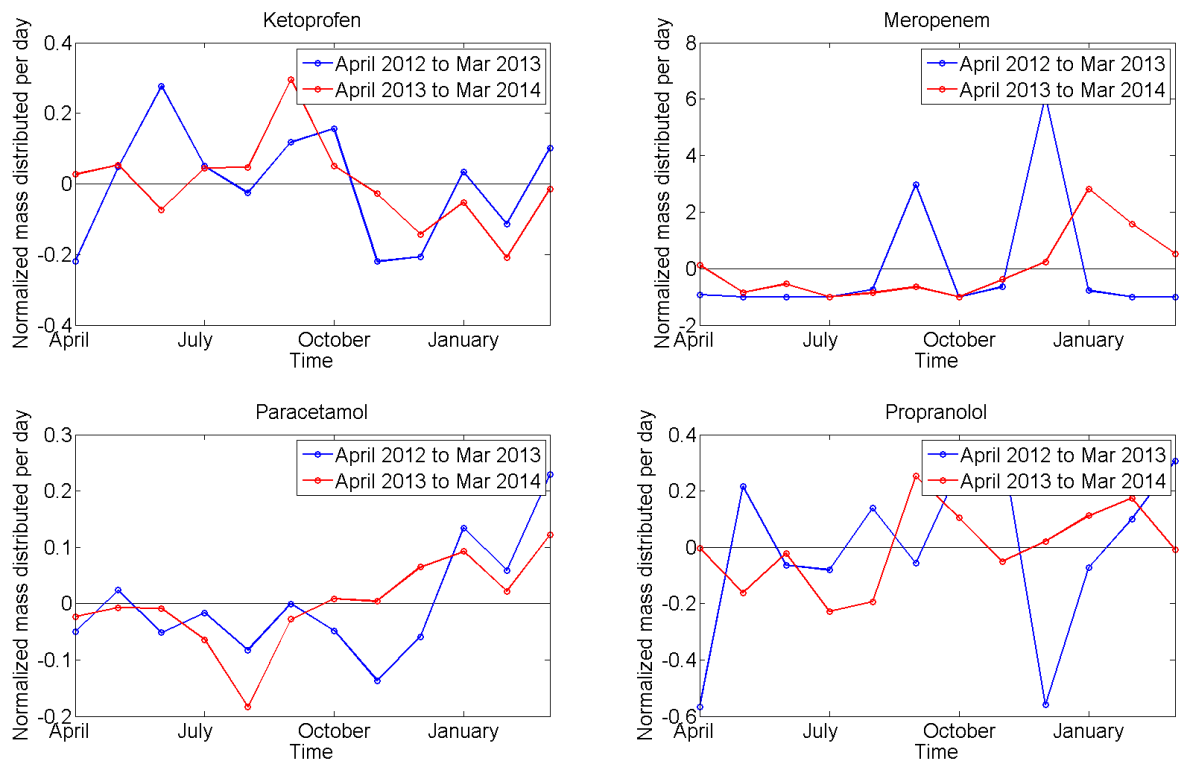 Ketoprofen
Normalized mass distributed per day
0.4
0.2
0
-0.2
-0.4
April 2012 to Mar 2013
April 2013 to Mar 2014
April
July
October
January
Time
Meropenem
Normalized mass distributed per day
8
6
4
2
0
-2
April 2012 to Mar 2013
April 2013 to Mar 2014
April
July
October
January
Time
Paracetamol
Normalized mass distributed per day
0.3
0.2
0.1
0
-0.1
-0.2
April 2012 to Mar 2013
April 2013 to Mar 2014
April
July
October
January
Time
Propranolol
Normalized mass distributed per day
0.4
0.2
0
-0.2
-0.4
-0.6
April 2012 to Mar 2013
April 2013 to Mar 2014
April
July
October
January
Time